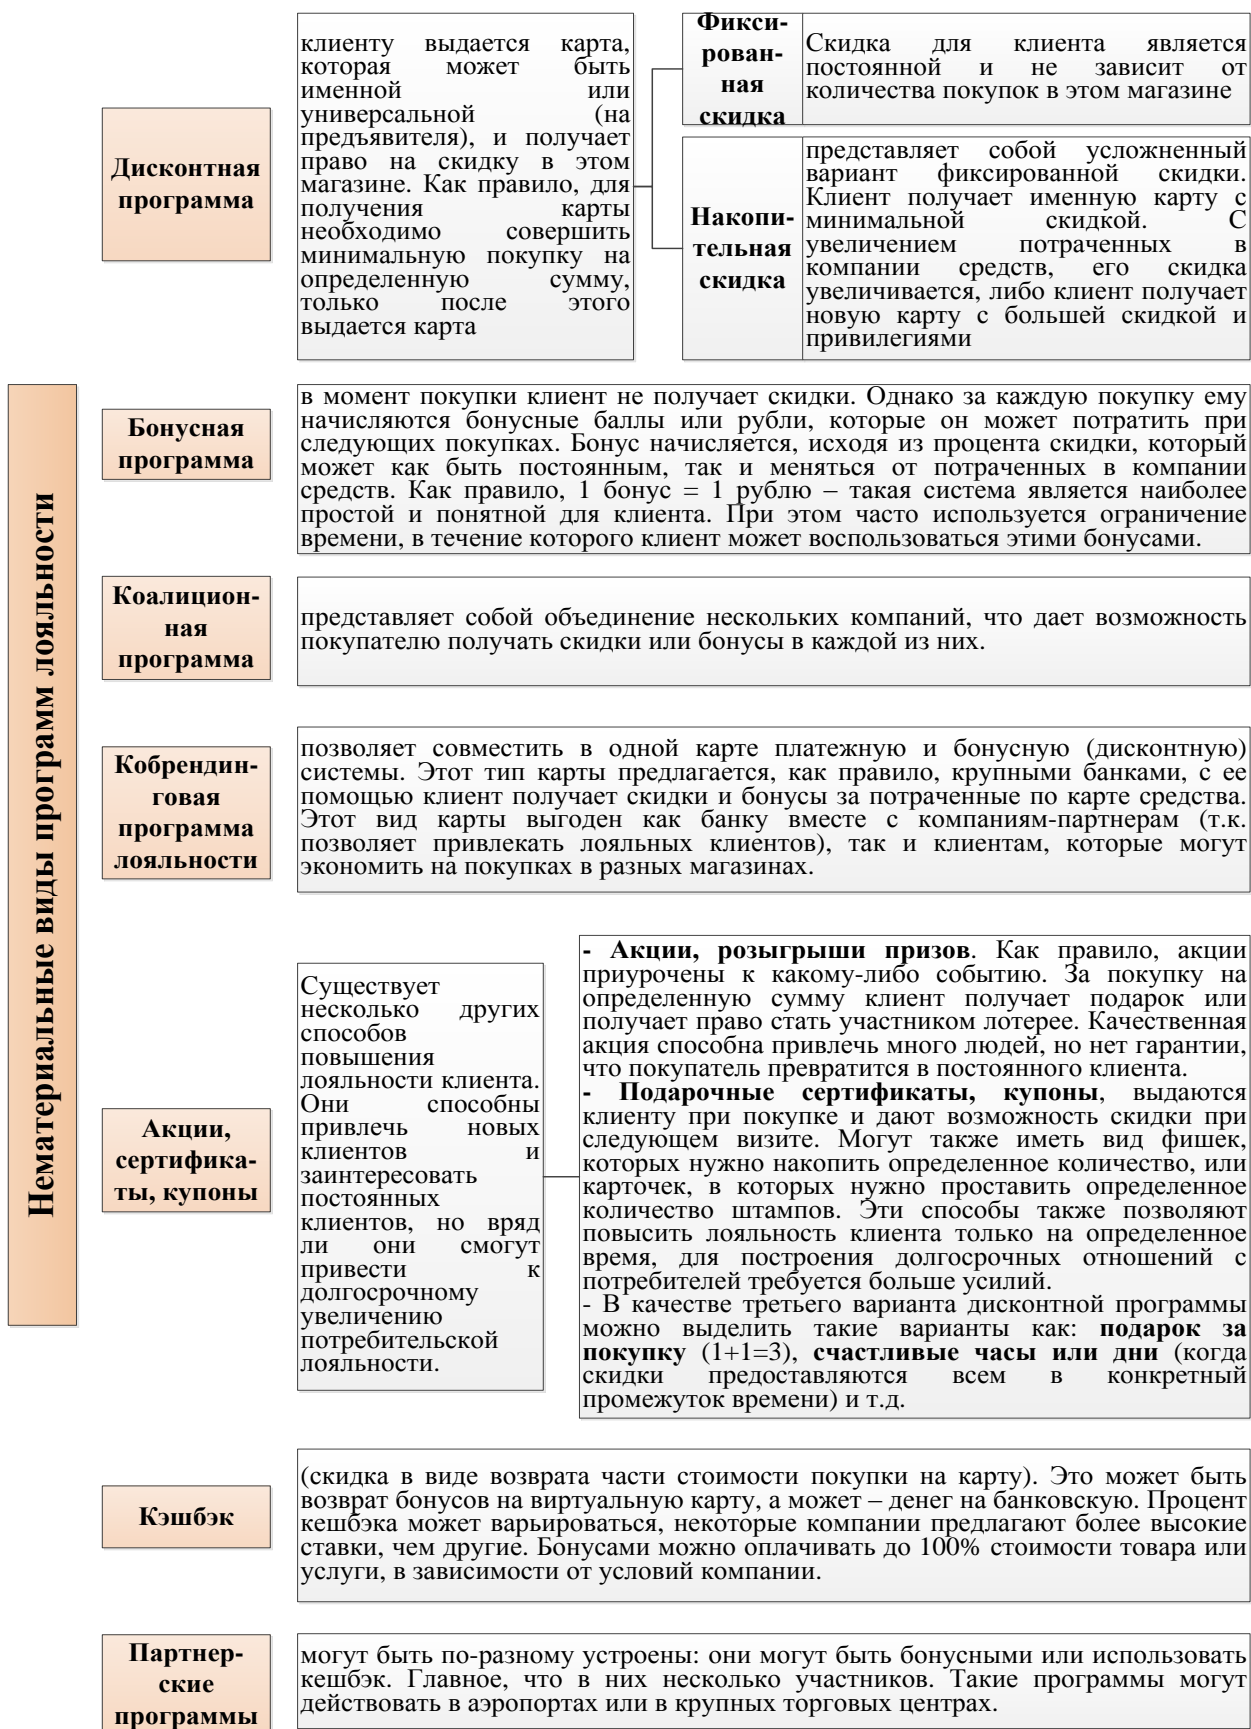 Нематериальные виды программ лояльности
Дисконтная
программа
клиенту выдается карта,
которая может быть
именной или
универсальной (на
предъявителя), и получает
право на скидку в этом
магазине. Как правило, для
получения карты
необходимо совершить
минимальную покупку на
определенную сумму,
только после этого
выдается карта
Фикси-
рован-
ная
скидка
Скидка для клиента является
постоянной и не зависит от
количества покупок в этом магазине
Накопи-
тельная
скидка
представляет собой усложненный
вариант фиксированной скидки.
Клиент получает именную карту с
минимальной скидкой. С
увеличением потраченных в
компании средств, его скидка
увеличивается, либо клиент получает
новую карту с большей скидкой и
привилегиями
Бонусная
программа
в момент покупки клиент не получает скидки. Однако за каждую покупку ему
начисляются бонусные баллы или рубли, которые он может потратить при
следующих покупках. Бонус начисляется, исходя из процента скидки, который
может как быть постоянным, так и меняться от потраченных в компании
средств. Как правило, 1 бонус = 1 рублю – такая система является наиболее
простой и понятной для клиента. При этом часто используется ограничение
времени, в течение которого клиент может воспользоваться этими бонусами.
Коалицион-
ная
программа
представляет собой объединение нескольких компаний, что дает возможность
покупателю получать скидки или бонусы в каждой из них.
Кобрендин-
говая
программа
лояльности
позволяет совместить в одной карте платежную и бонусную (дисконтную)
системы. Этот тип карты предлагается, как правило, крупными банками, с ее
помощью клиент получает скидки и бонусы за потраченные по карте средства.
Этот вид карты выгоден как банку вместе с компаниям-партнерам (т.к.
позволяет привлекать лояльных клиентов), так и клиентам, которые могут
экономить на покупках в разных магазинах.
Акции,
сертифика-
ты, купоны
Существует
несколько других
способов
повышения
лояльности клиента.
Они способны
привлечь новых
клиентов и
заинтересовать
постоянных
клиентов, но вряд
ли они смогут
привести к
долгосрочному
увеличению
потребительской
лояльности.
- Акции, розыгрыши призов. Как правило, акции
приурочены к какому-либо событию. За покупку на
определенную сумму клиент получает подарок или
получает право стать участником лотерее. Качественная
акция способна привлечь много людей, но нет гарантии,
что покупатель превратится в постоянного клиента.
- Подарочные сертификаты, купоны, выдаются
клиенту при покупке и дают возможность скидки при
следующем визите. Могут также иметь вид фишек,
которых нужно накопить определенное количество, или
карточек, в которых нужно проставить определенное
количество штампов. Эти способы также позволяют
повысить лояльность клиента только на определенное
время, для построения долгосрочных отношений с
потребителей требуется больше усилий.
- В качестве третьего варианта дисконтной программы
можно выделить такие варианты как: подарок за
покупку (1+1=3), счастливые часы или дни (когда
скидки предоставляются всем в конкретный
промежуток времени) и т.д.
Кэшбэк
(скидка в виде возврата части стоимости покупки на карту). Это может быть
возврат бонусов на виртуальную карту, а может – денег на банковскую. Процент
кешбэка может варьироваться, некоторые компании предлагают более высокие
ставки, чем другие. Бонусами можно оплачивать до 100% стоимости товара или
услуги, в зависимости от условий компании.
Партнер-
ские
программы
могут быть по-разному устроены: они могут быть бонусными или использовать
кешбэк. Главное, что в них несколько участников. Такие программы могут
действовать в аэропортах или в крупных торговых центрах.